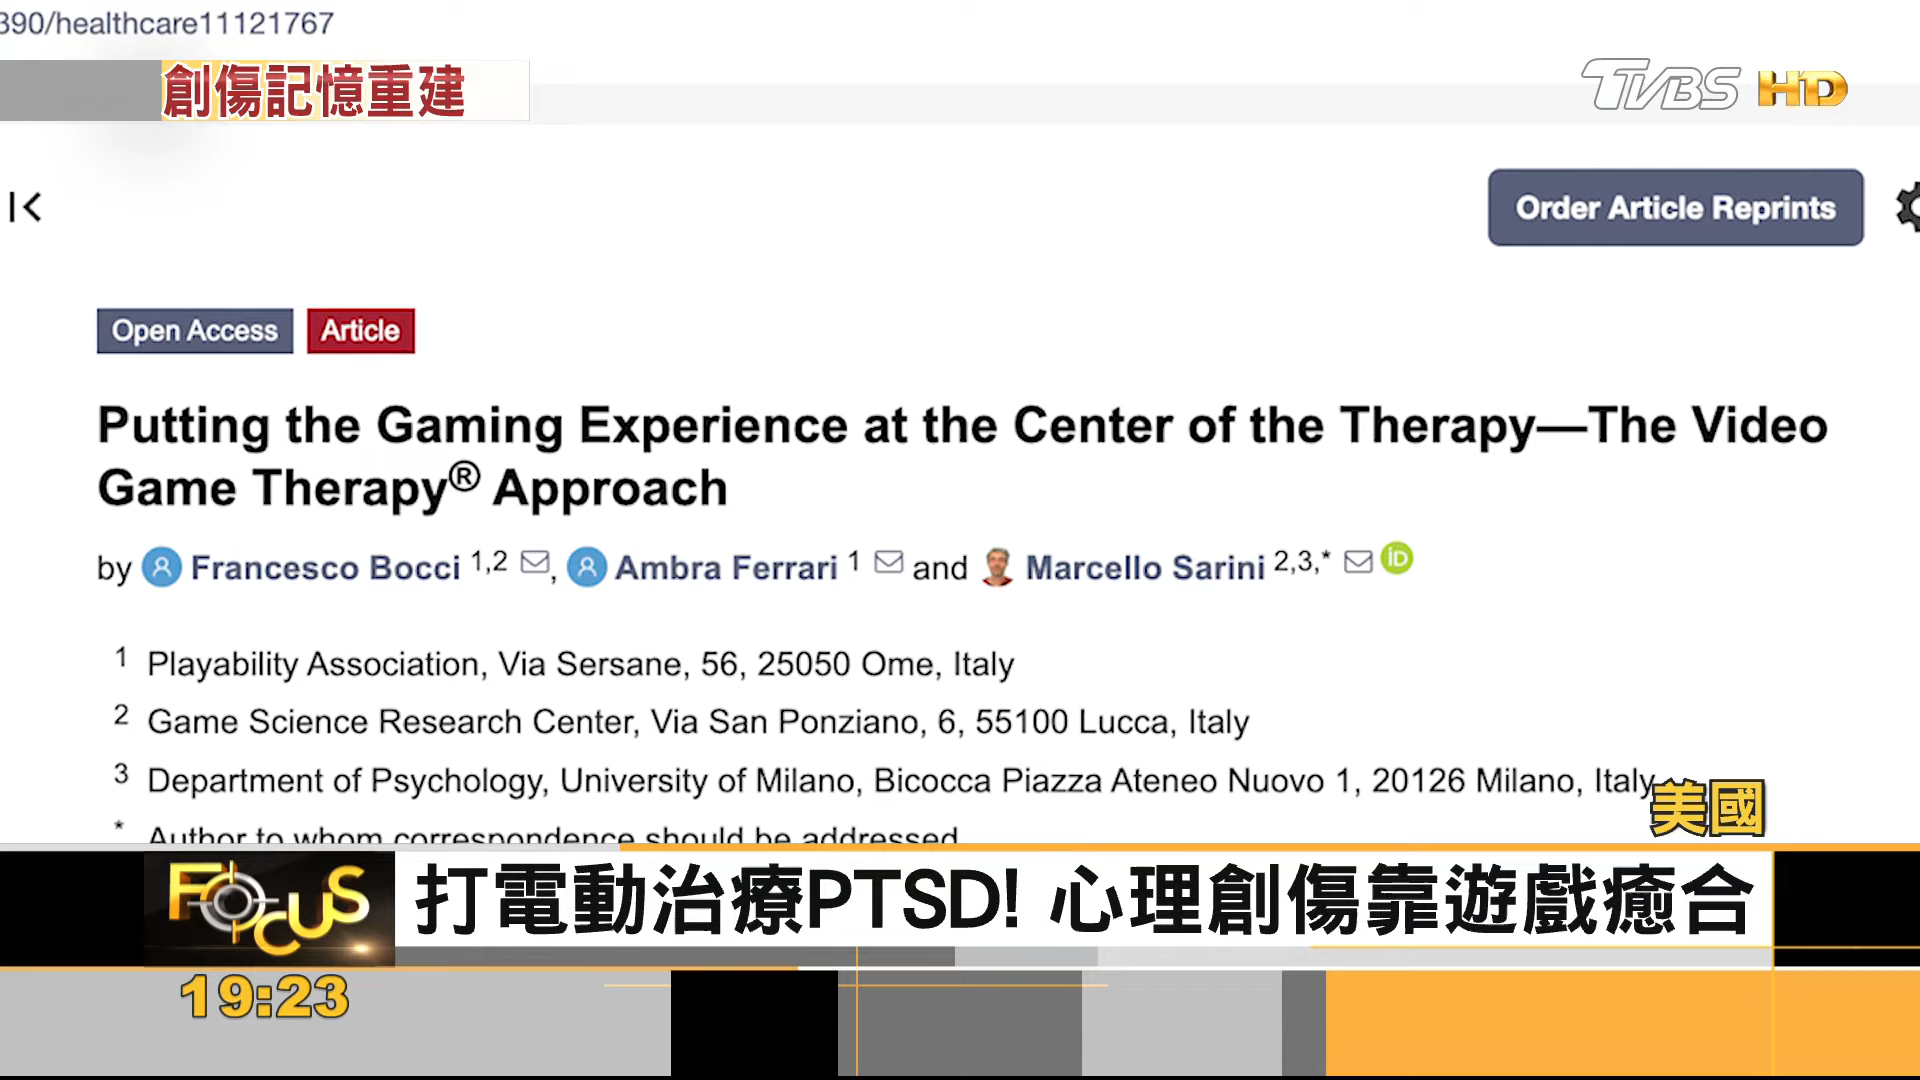 390/healthcare11121767
創傷記憶重建
TVBS HD
Order Article Reprints
Open Access Article
Putting the Gaming Experience at the Center of the Therapy—The Video
Game Therapy® Approach
by Francesco Bocci 1,2, Ambra Ferrari 1 and Marcello Sarini 2,3,* iD
1 Playability Association, Via Sersane, 56, 25050 Ome, Italy
2 Game Science Research Center, Via San Ponziano, 6, 55100 Lucca, Italy
3 Department of Psychology, University of Milano, Bicocca Piazza Ateneo Nuovo 1, 20126 Milano, Italy
* Author to whom correspondence should be addressed
美國
FOCUS
打電動治療PTSD! 心理創傷靠遊戲癒合
19:23